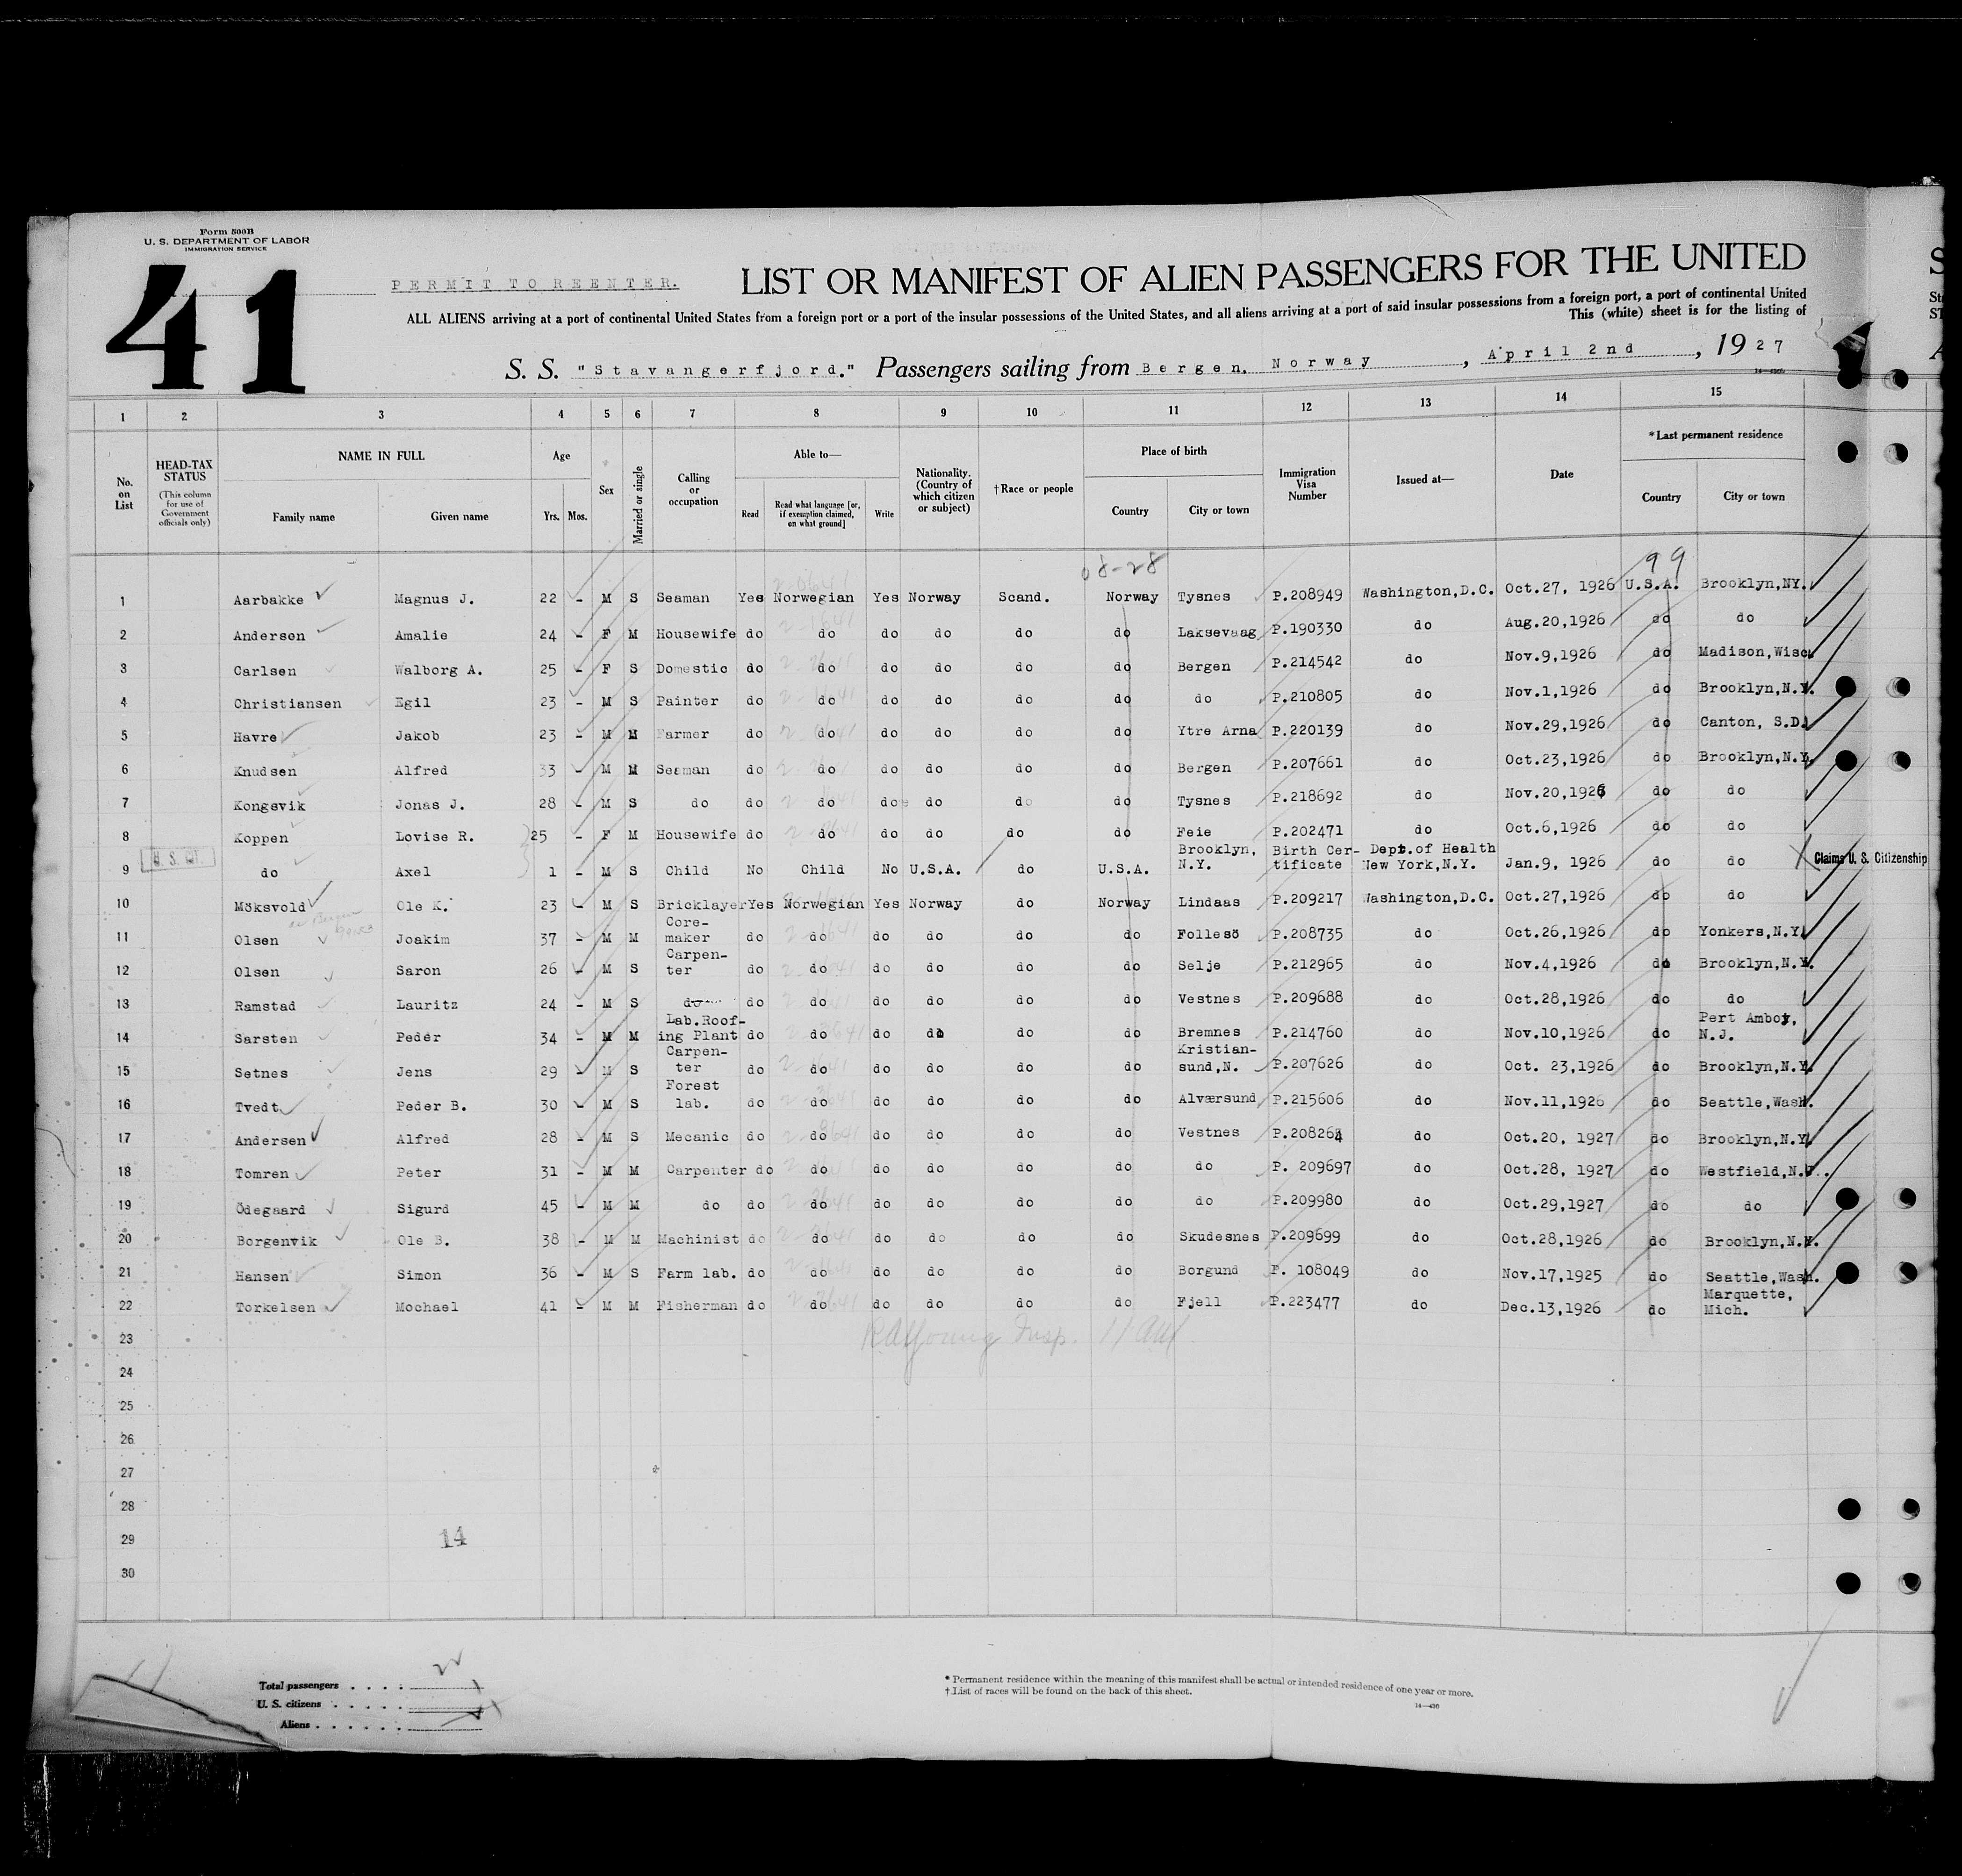 Form 500B
U. S. DEPARTMENT OF LABOR
IMMIGRATION SERVICE
41
PERMIT TO REENTER.
LIST OR MANIFEST OF ALIEN PASSENGERS FOR THE UNITED
ALL ALIENS arriving at a port of continental United States from a foreign port or a port of the insular possessions of the United States, and all aliens arriving at a port of said insular possessions from a foreign port, a port of continental United
This (white) sheet is for the listing of
S. S. "Stavangerfjord." Passengers sailing from Bergen, Norway, April 2nd, 1927
1 2 3 4 5 6 7 8 9 10 11 12 13 14 15
No. on List
HEAD-TAX STATUS
(This column for use of Government officials only)
NAME IN FULL
Family name Given name
Age
Yrs. Mos.
Sex
Married or single
Calling or occupation
Able to—
Read
Read what language [or, if exemption claimed, on what ground]
Write
Nationality. (Country of which citizen or subject)
†Race or people
Place of birth
Country City or town
Immigration Visa Number
Issued at—
Date
*Last permanent residence
Country City or town
08-28 99
1 Aarbakke Magnus J. 22 - M S Seaman Yes Norwegian Yes Norway Scand. Norway Tysnes P.208949 Washington,D.C. Oct.27, 1926 U.S.A. Brooklyn,NY.
2 Andersen Amalie 24 - F M Housewife do do do do do do Laksevaag P.190330 do Aug.20,1926 do do
3 Carlsen Walborg A. 25 - F S Domestic do do do do do do Bergen P.214542 do Nov.9,1926 do Madison,Wisc.
4 Christiansen Egil 23 - M S Painter do do do do do do do P.210805 do Nov.1,1926 do Brooklyn,N.Y.
5 Havre Jakob 23 - M M Farmer do do do do do do Ytre Arna P.220139 do Nov.29,1926 do Canton, S.D.
6 Knudsen Alfred 33 - M M Seaman do do do do do do Bergen P.207661 do Oct.23,1926 do Brooklyn,N.Y.
7 Kongsvik Jonas J. 28 - M S do do do do do do do Tysnes P.218692 do Nov.20,1926 do do
8 Koppen Lovise R. 25 - F M Housewife do do do do do do Feie P.202471 do Oct.6,1926 do do
U. S. CIT.
9 do Axel 1 - M S Child No Child No U.S.A. do U.S.A. Brooklyn, N.Y. Birth Certificate Dept.of Health New York,N.Y. Jan.9, 1926 do do Claims U. S. Citizenship
10 Möksvold Ole K. 23 - M S Bricklayer Yes Norwegian Yes Norway do Norway Lindaas P.209217 Washington,D.C. Oct.27,1926 do do
11 Olsen Joakim 37 - M M Core-maker do do do do do do Follesö P.208735 do Oct.26,1926 do Yonkers,N.Y.
12 Olsen Saron 26 - M S Carpen-ter do do do do do do Selje P.212965 do Nov.4,1926 do Brooklyn,N.Y.
13 Ramstad Lauritz 24 - M S do do do do do do do Vestnes P.209688 do Oct.28,1926 do do
14 Sarsten Peder 34 - M M Lab.Roof-ing Plant do do do do do do Bremnes P.214760 do Nov.10,1926 do Pert Amboy, N.J.
15 Setnes Jens 29 - M S Carpen-ter do do do do do do Kristian-sund,N. P.207626 do Oct. 23,1926 do Brooklyn,N.Y.
16 Tvedt Peder B. 30 - M S Forest lab. do do do do do do Alværsund P.215606 do Nov.11,1926 do Seattle,Wash.
17 Andersen Alfred 28 - M S Mecanic do do do do do do Vestnes P.208264 do Oct.20, 1927 do Brooklyn,N.Y.
18 Tomren Peter 31 - M M Carpenter do do do do do do do P. 209697 do Oct.28, 1927 do Westfield,N.J.
19 Ödegaard Sigurd 45 - M M do do do do do do do do P.209980 do Oct.29,1927 do do
20 Borgenvik Ole B. 38 - M M Machinist do do do do do do Skudesnes P.209699 do Oct.28,1926 do Brooklyn,N.Y.
21 Hansen Simon 36 - M S Farm lab. do do do do do do Borgund P. 108049 do Nov.17,1925 do Seattle,Wash.
22 Torkelsen Mochael 41 - M M Fisherman do do do do do do Fjell P.223477 do Dec.13,1926 do Marquette, Mich.
23
24
25
26
27
28
29
30
14
22
Total passengers
U. S. citizens
Aliens
* Permanent residence within the meaning of this manifest shall be actual or intended residence of one year or more.
† List of races will be found on the back of this sheet.